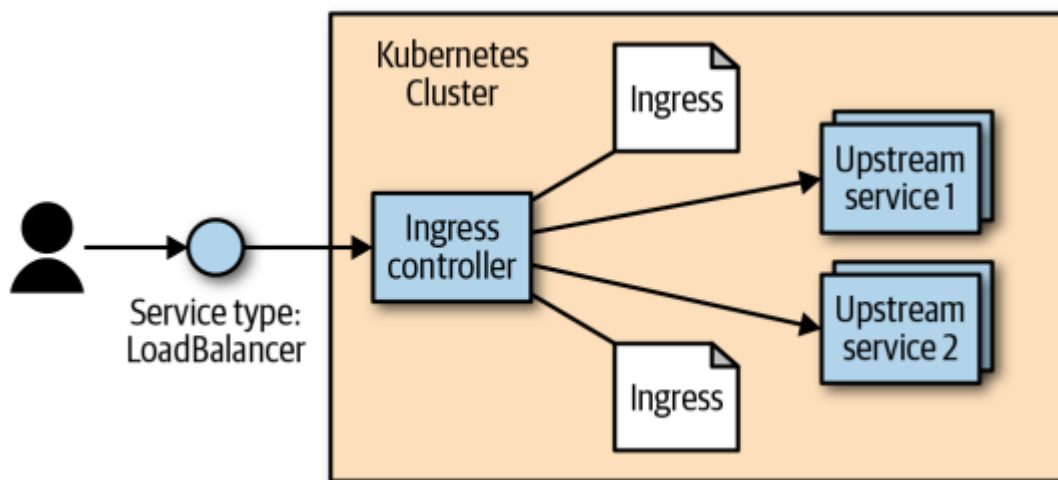 Kubernetes
Cluster
Ingress
Upstream
service 1
Ingress
controller
Service type:
LoadBalancer
Upstream
service 2
Ingress